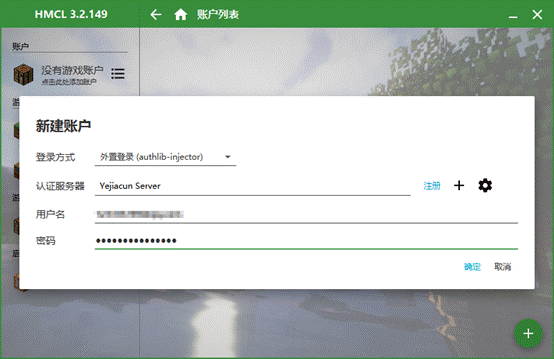 HMCL 3.2.149
账户列表
账户
没有游戏账户
点击此处添加账户
新建账户
登录方式 外置登录 (authlib-injector)
认证服务器 Yejiacun Server 注册
用户名
密码 ●●●●●●●●●●●●●●●
确定 取消